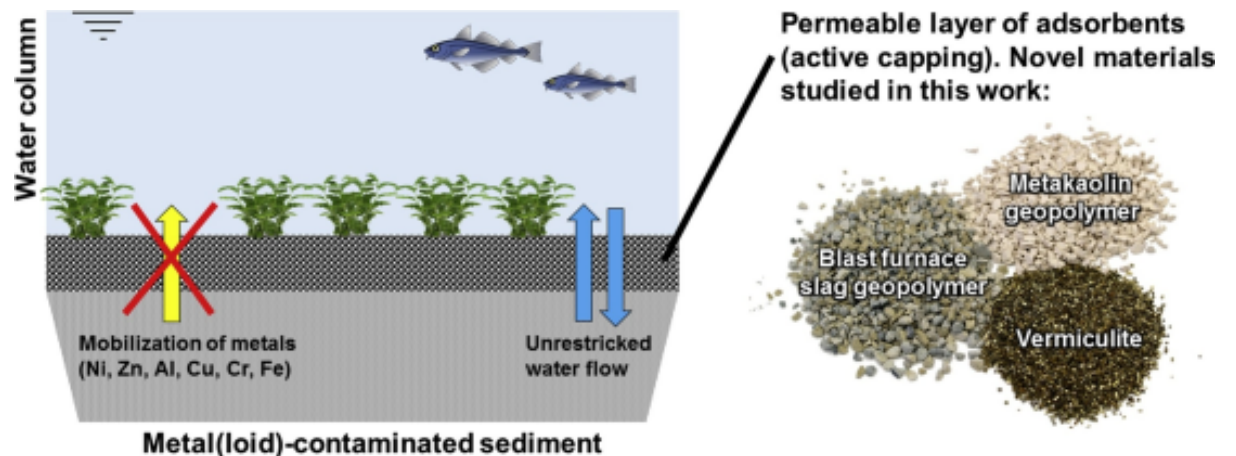 Water column
Mobilization of metals
(Ni, Zn, Al, Cu, Cr, Fe)
Unrestricked
water flow
Metal(loid)-contaminated sediment
Permeable layer of adsorbents
(active capping). Novel materials
studied in this work:
Metakaolin
geopolymer
Blast furnace
slag geopolymer
Vermiculite